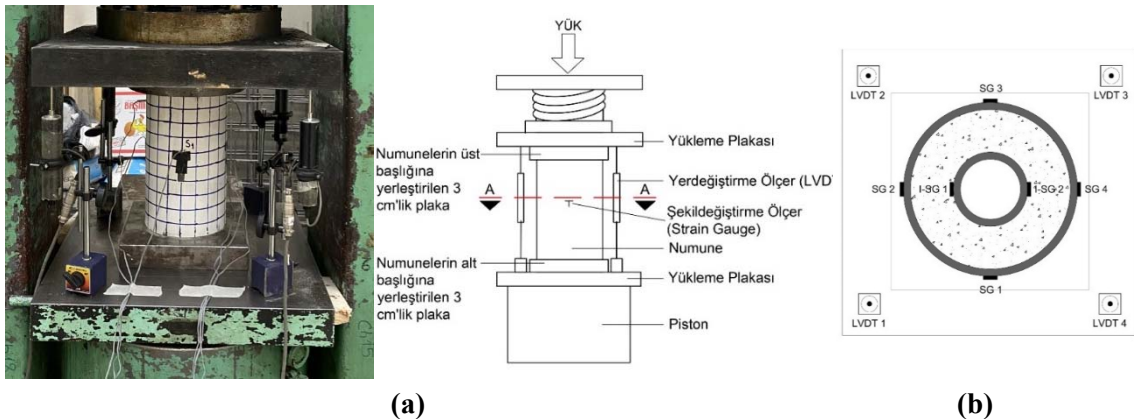 S1
YÜK
Yükleme Plakası
Numunelerin üst
başlığına
yerleştirilen 3
cm'lik plaka
A
A
Yerdeğiştirme Ölçer (LVD
Şekildeğiştirme Ölçer
(Strain Gauge)
Numune
Numunelerin alt
başlığına
yerleştirilen 3
cm'lik plaka
Yükleme Plakası
Piston
(a)
LVDT 2
SG 3
LVDT 3
SG 2
I-SG 1
I-SG 2
SG 4
SG 1
LVDT 1
LVDT 4
(b)